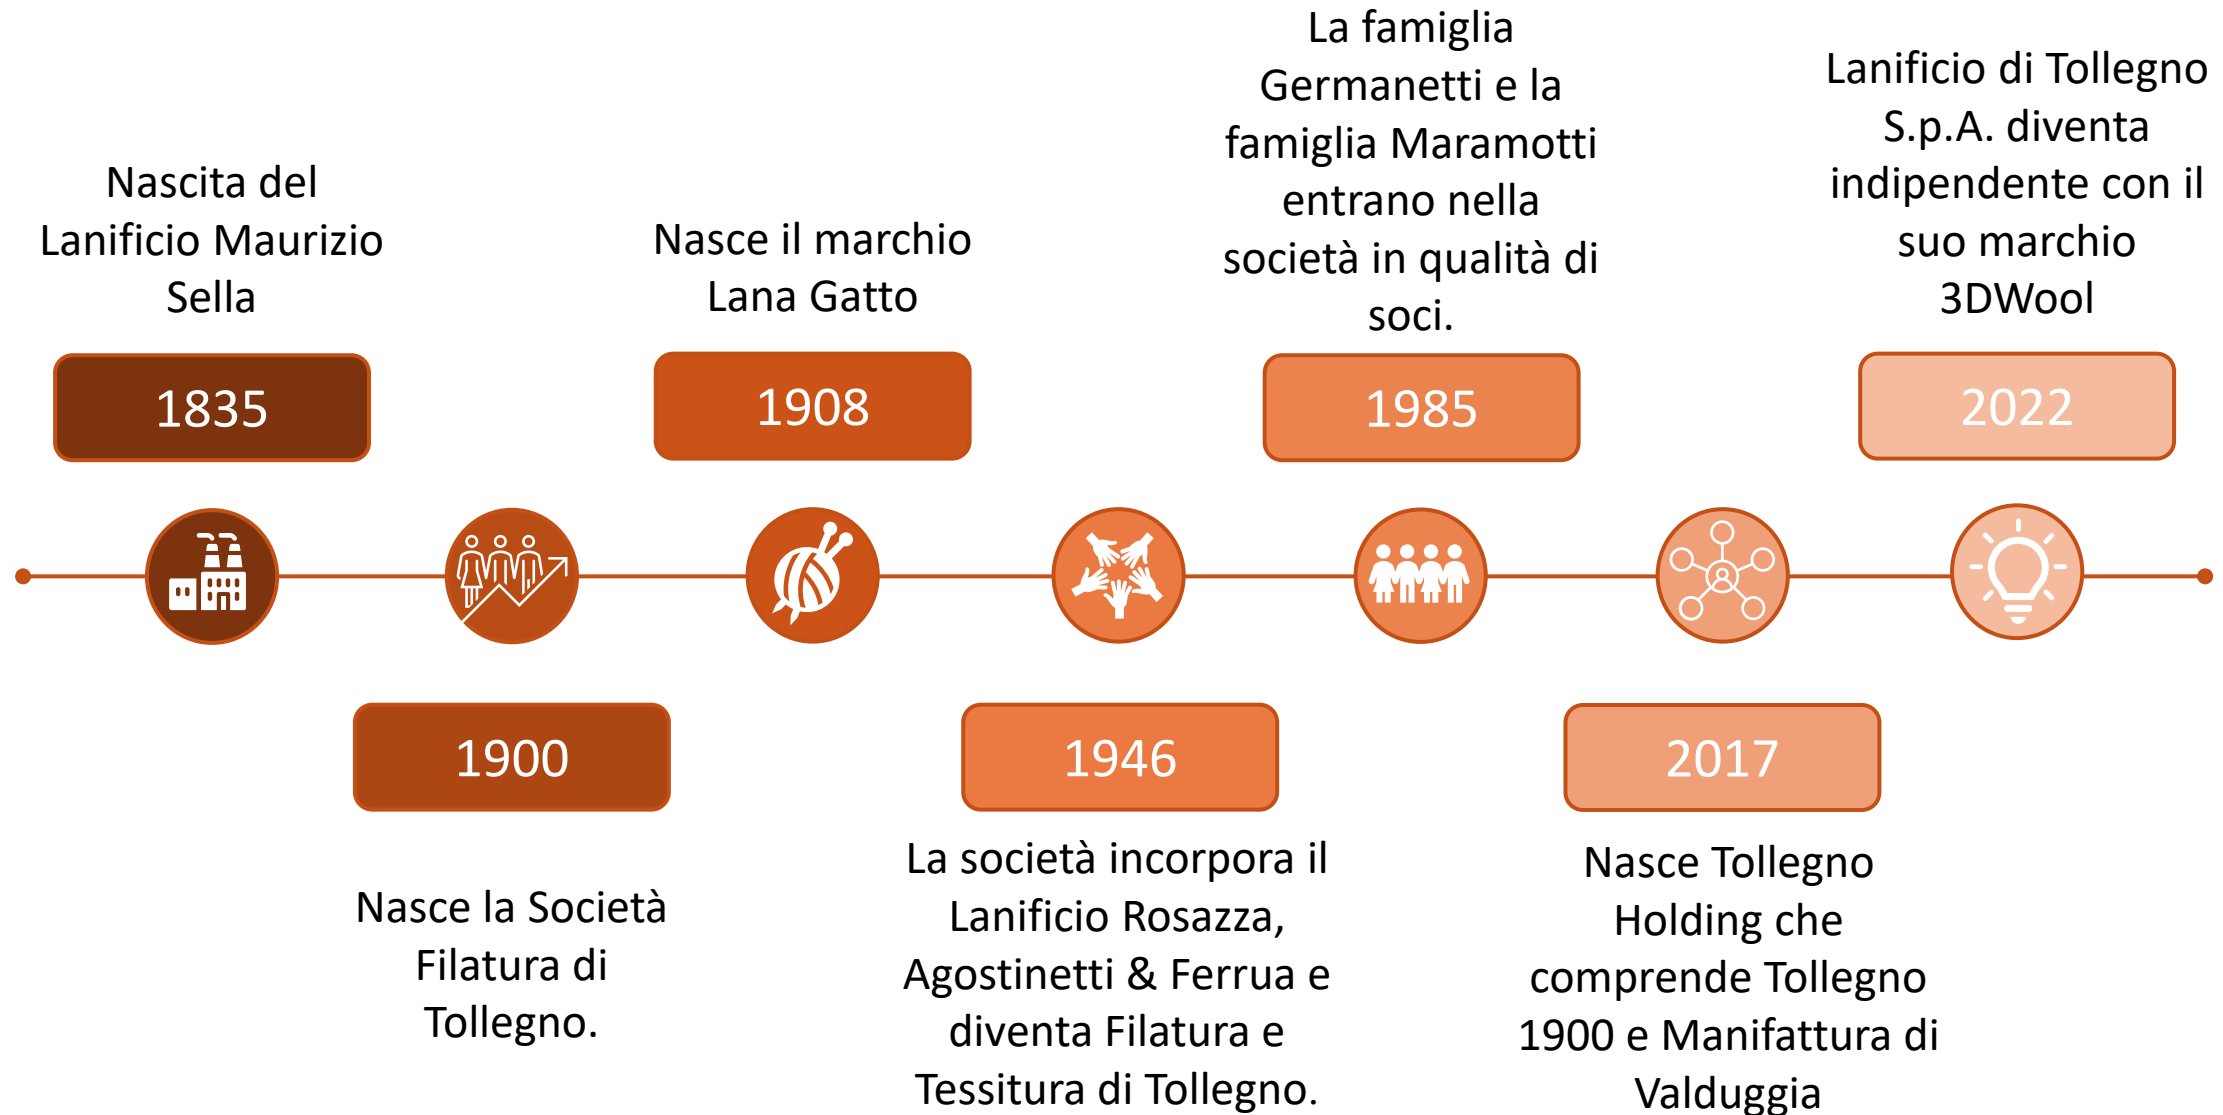 Nascita del
Lanificio Maurizio
Sella
1835
Nasce la Società
Filatura di
Tollegno.
1900
Nasce il marchio
Lana Gatto
1908
1946
La società incorpora il
Lanificio Rosazza,
Agostinetti & Ferrua e
diventa Filatura e
Tessitura di Tollegno.
La famiglia
Germanetti e la
famiglia Maramotti
entrano nella
società in qualità di
soci.
1985
2017
Nasce Tollegno
Holding che
comprende Tollegno
1900 e Manifattura di
Valduggia
Lanificio di Tollegno
S.p.A. diventa
indipendente con il
suo marchio
3DWool
2022